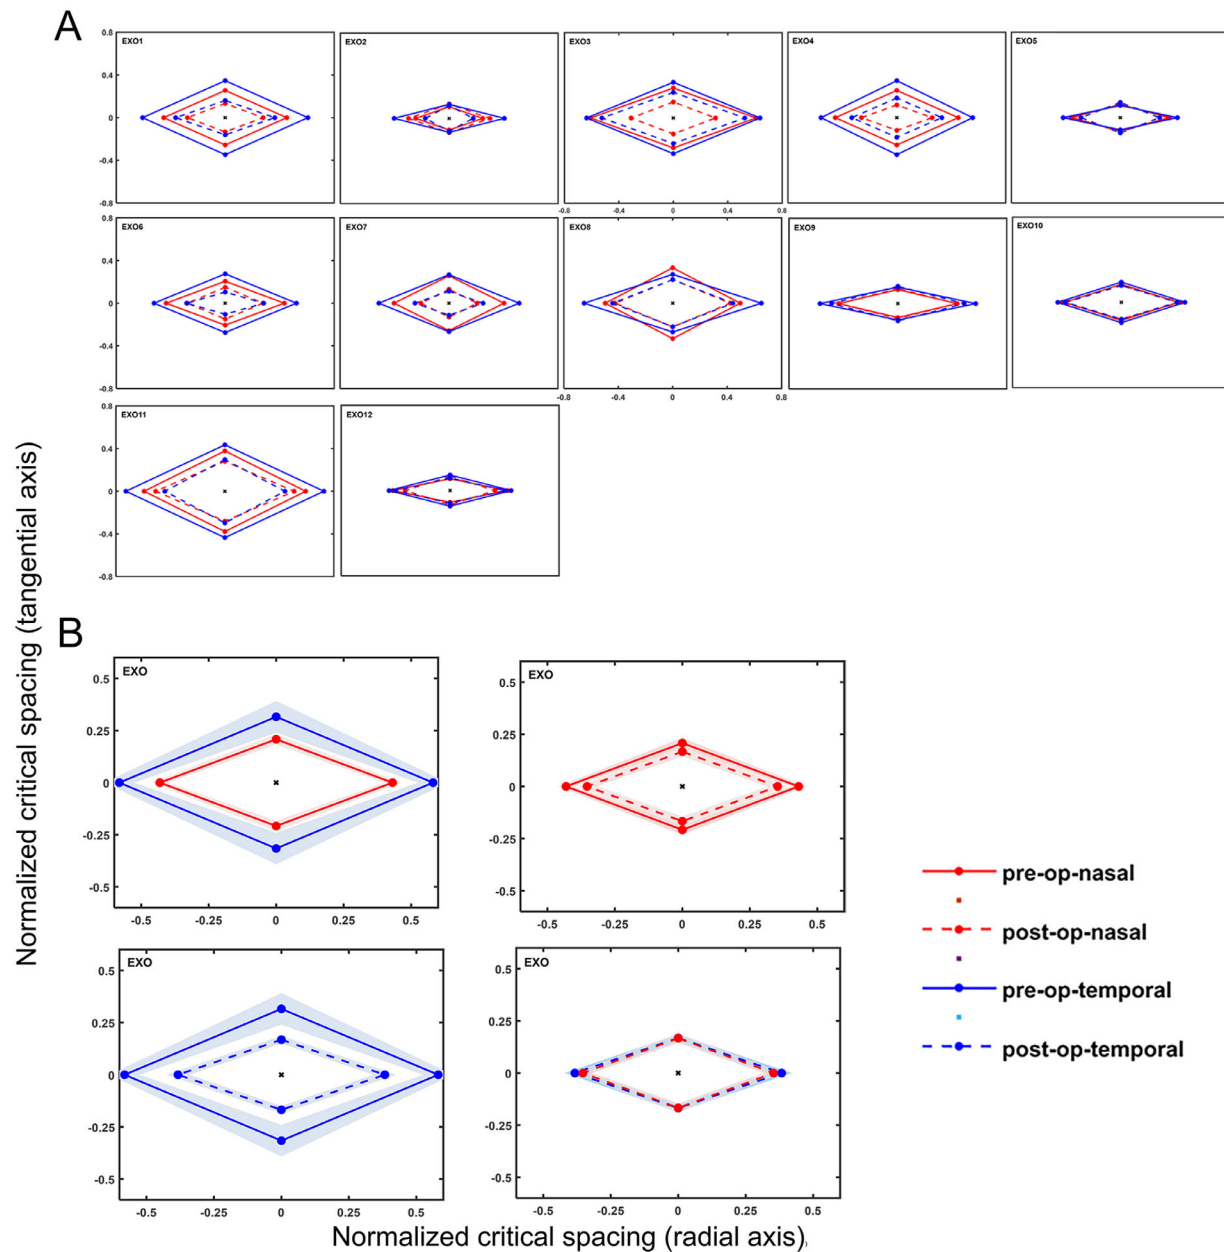 A
EXO1
EXO2
EXO3
EXO4
EXO5
0.8
0.4
0
-0.4
-0.8
-0.8
-0.4
0
0.4
0.8
EXO6
EXO7
EXO8
EXO9
EXO10
0.8
0.4
0
-0.4
-0.8
-0.8
-0.4
0
0.4
0.8
EXO11
EXO12
0.8
0.4
0
-0.4
-0.8
Normalized critical spacing (tangential axis)
B
EXO
0.5
0.25
0
-0.25
-0.5
-0.5
-0.25
0
0.25
0.5
EXO
0.5
0.25
0
-0.25
-0.5
-0.5
-0.25
0
0.25
0.5
EXO
0.5
0.25
0
-0.25
-0.5
-0.5
-0.25
0
0.25
0.5
EXO
0.5
0.25
0
-0.25
-0.5
-0.5
-0.25
0
0.25
0.5
pre-op-nasal
post-op-nasal
pre-op-temporal
post-op-temporal
Normalized critical spacing (radial axis)